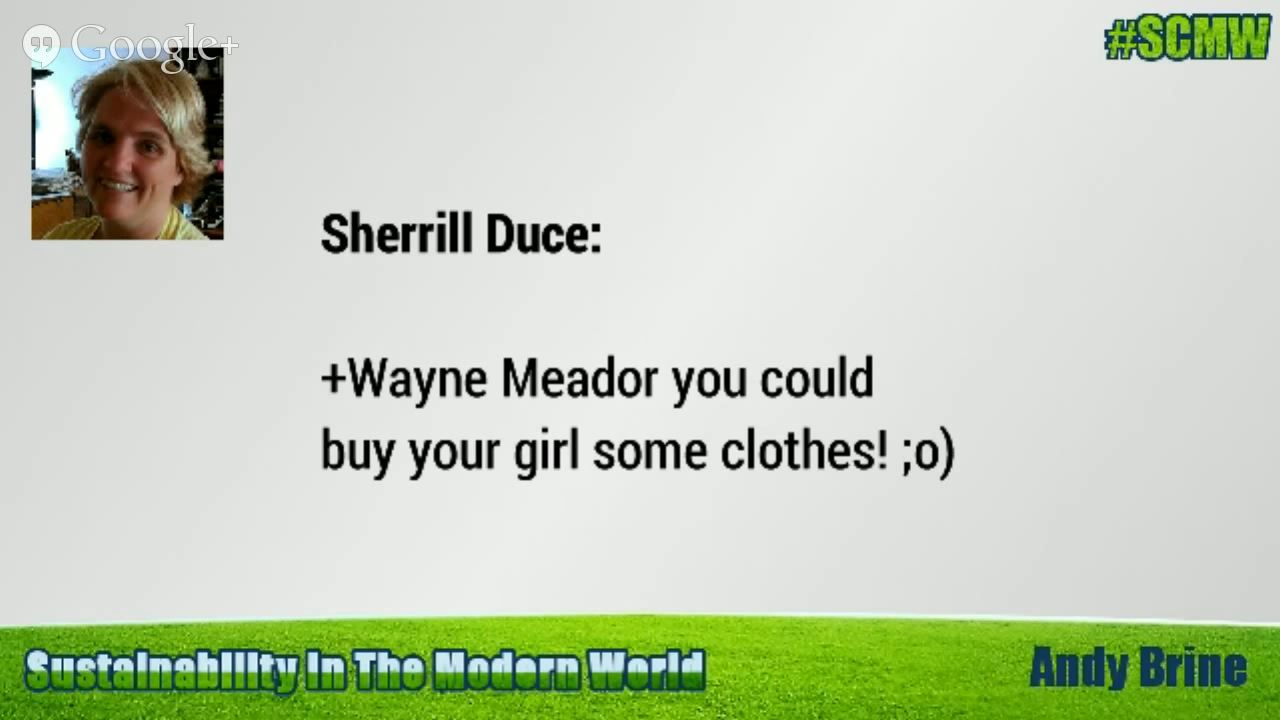 Google+
#SCMW
Sherrill Duce:
+Wayne Meador you could
buy your girl some clothes! ;o)
Sustainability In The Modern World
Andy Brine